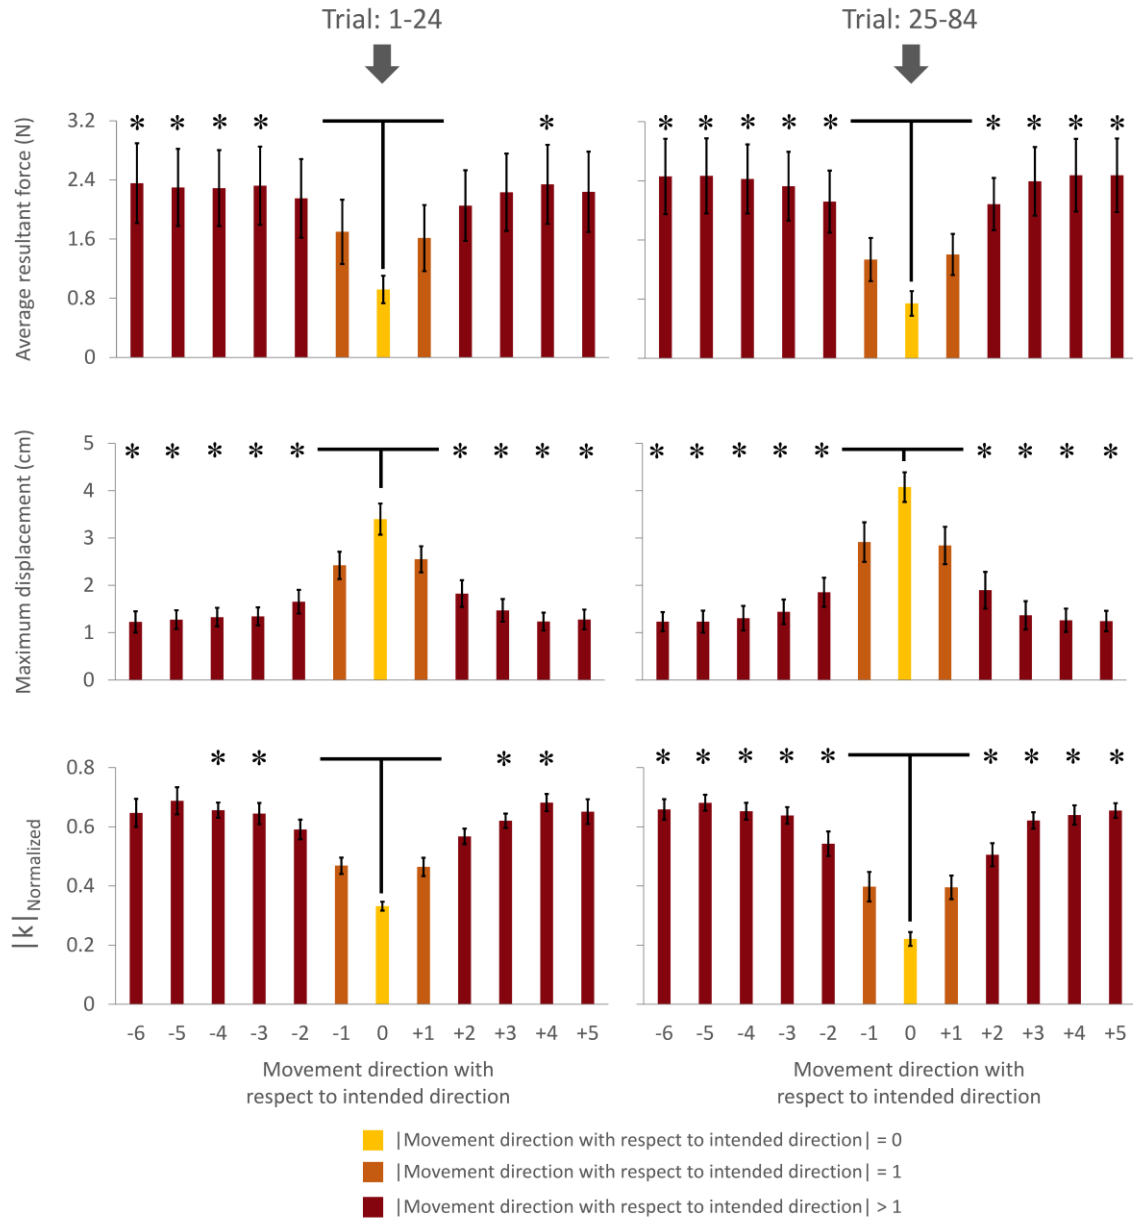 Trial: 1-24
Trial: 25-84
Average resultant force (N)
3.2
2.4
1.6
0.8
0
* * * * *
* * * * * * * * *
Maximum displacement (cm)
5
4
3
2
1
0
* * * * * * * * *
* * * * * * * * *
|k| Normalized
0.8
0.6
0.4
0.2
0
* * * *
* * * * * * * * *
-6 -5 -4 -3 -2 -1 0 +1 +2 +3 +4 +5
-6 -5 -4 -3 -2 -1 0 +1 +2 +3 +4 +5
Movement direction with
respect to intended direction
Movement direction with
respect to intended direction
|Movement direction with respect to intended direction| = 0
|Movement direction with respect to intended direction| = 1
|Movement direction with respect to intended direction| > 1